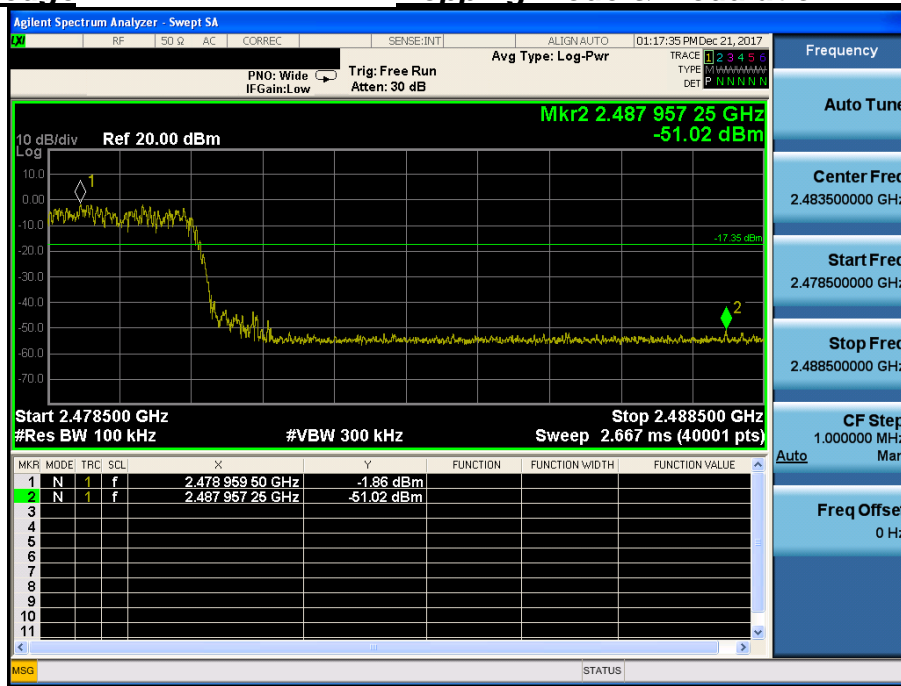 Agilent Spectrum Analyzer - Swept SA
LXI RF 50 Ω AC CORREC SENSE:INT ALIGN AUTO 01:17:35 PM Dec 21, 2017
PNO: Wide Trig: Free Run Avg Type: Log-Pwr TRACE 1 2 3 4 5 6
IFGain:Low Atten: 30 dB TYPE M WWWWW
DET P N N N N N
Mkr2 2.487 957 25 GHz
-51.02 dBm
10 dB/div Ref 20.00 dBm
Log
10.0
0.00
-10.0
-20.0
-30.0
-40.0
-50.0
-60.0
-70.0
1
-17.35 dBm
2
Start 2.478500 GHz Stop 2.488500 GHz
#Res BW 100 kHz #VBW 300 kHz Sweep 2.667 ms (40001 pts)
MKR MODE TRC SCL X Y FUNCTION FUNCTION WIDTH FUNCTION VALUE
1 N 1 f 2.478 959 50 GHz -1.86 dBm
2 N 1 f 2.487 957 25 GHz -51.02 dBm
3
4
5
6
7
8
9
10
11
MSG STATUS
Frequency
Auto Tune
Center Freq
2.483500000 GHz
Start Freq
2.478500000 GHz
Stop Freq
2.488500000 GHz
CF Step
1.000000 MHz
Auto Man
Freq Offset
0 Hz